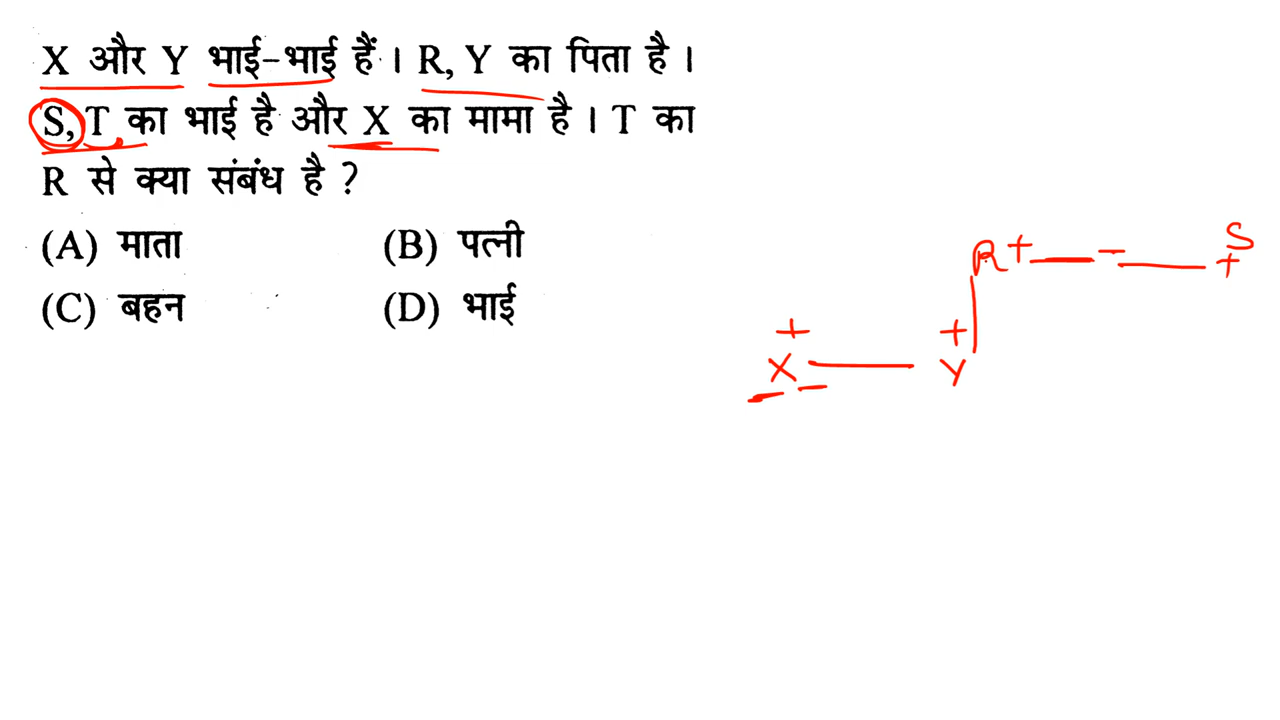 X और Y भाई-भाई हैं । R, Y का पिता है ।
S, T का भाई है और X का मामा है । T का
R से क्या संबंध है ?
(A) माता (B) पत्नी
(C) बहन (D) भाई
R + - S
+
+ +
X Y